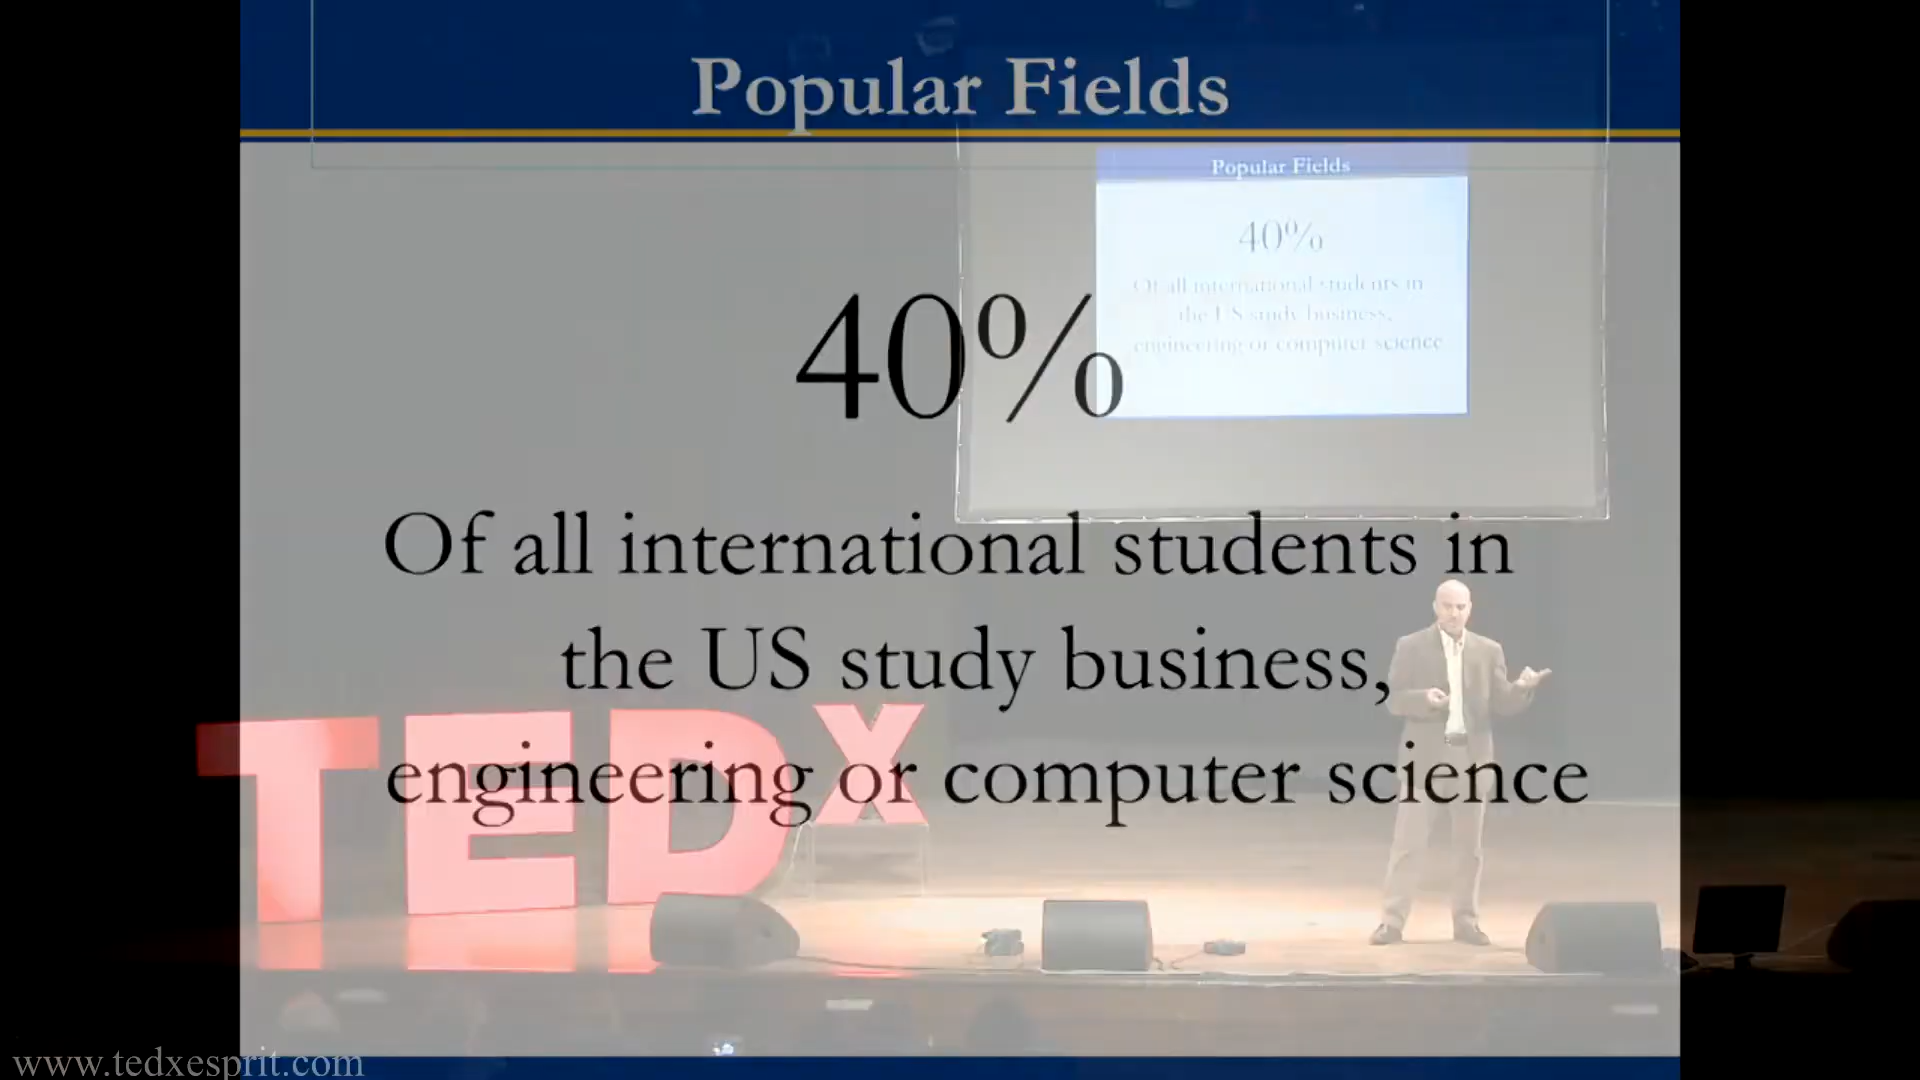 Popular Fields
40%
Of all international students in
the US study business,
engineering or computer science
Popular Fields
40%
Of all international students in
the US study business,
engineering or computer science
TEDx
www.tedxesprit.com